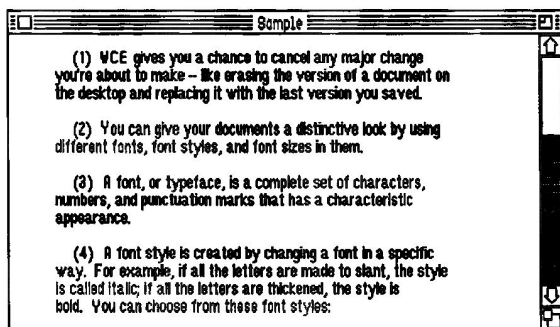 Sample
(1) WCE gives you a chance to cancel any major change
you're about to make – like erasing the version of a document on
the desktop and replacing it with the last version you saved.
(2) You can give your documents a distinctive look by using
different fonts, font styles, and font sizes in them.
(3) A font, or typeface, is a complete set of characters,
numbers, and punctuation marks that has a characteristic
appearance.
(4) A font style is created by changing a font in a specific
way. For example, if all the letters are made to slant, the style
is called italic; if all the letters are thickened, the style is
bold. You can choose from these font styles: